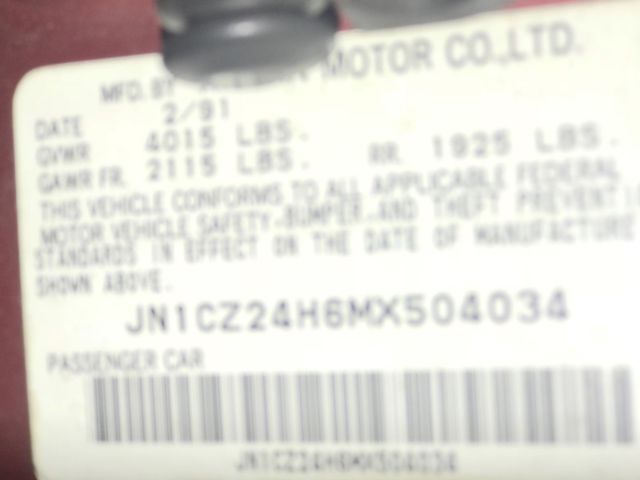 MFD. BY NISSAN MOTOR CO.,LTD.
DATE 2/91
GVWR 4015 LBS.
GAWR FR. 2115 LBS. RR. 1925 LBS.
THIS VEHICLE CONFORMS TO ALL APPLICABLE FEDERAL
MOTOR VEHICLE SAFETY, BUMPER, AND THEFT PREVENTI
STANDARDS IN EFFECT ON THE DATE OF MANUFACTURE
SHOWN ABOVE.
JN1CZ24H6MX504034
PASSENGER CAR
JN1CZ24H6MX504034